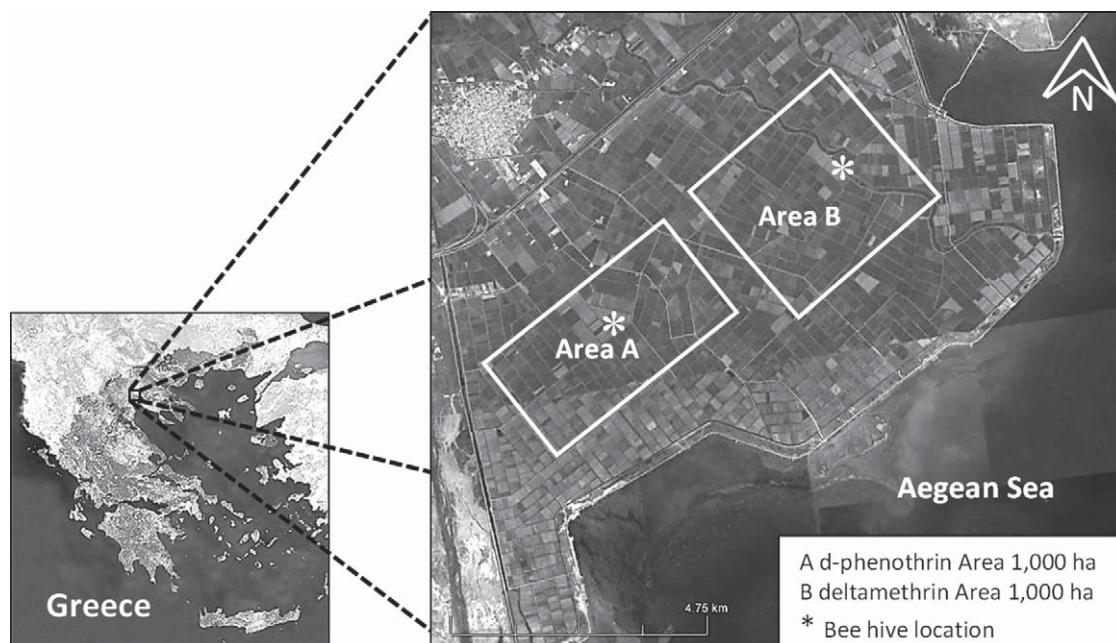 N
Area B
Area A
Aegean Sea
4.75 km
Greece
A d-phenothrin Area 1,000 ha
B deltamethrin Area 1,000 ha
* Bee hive location